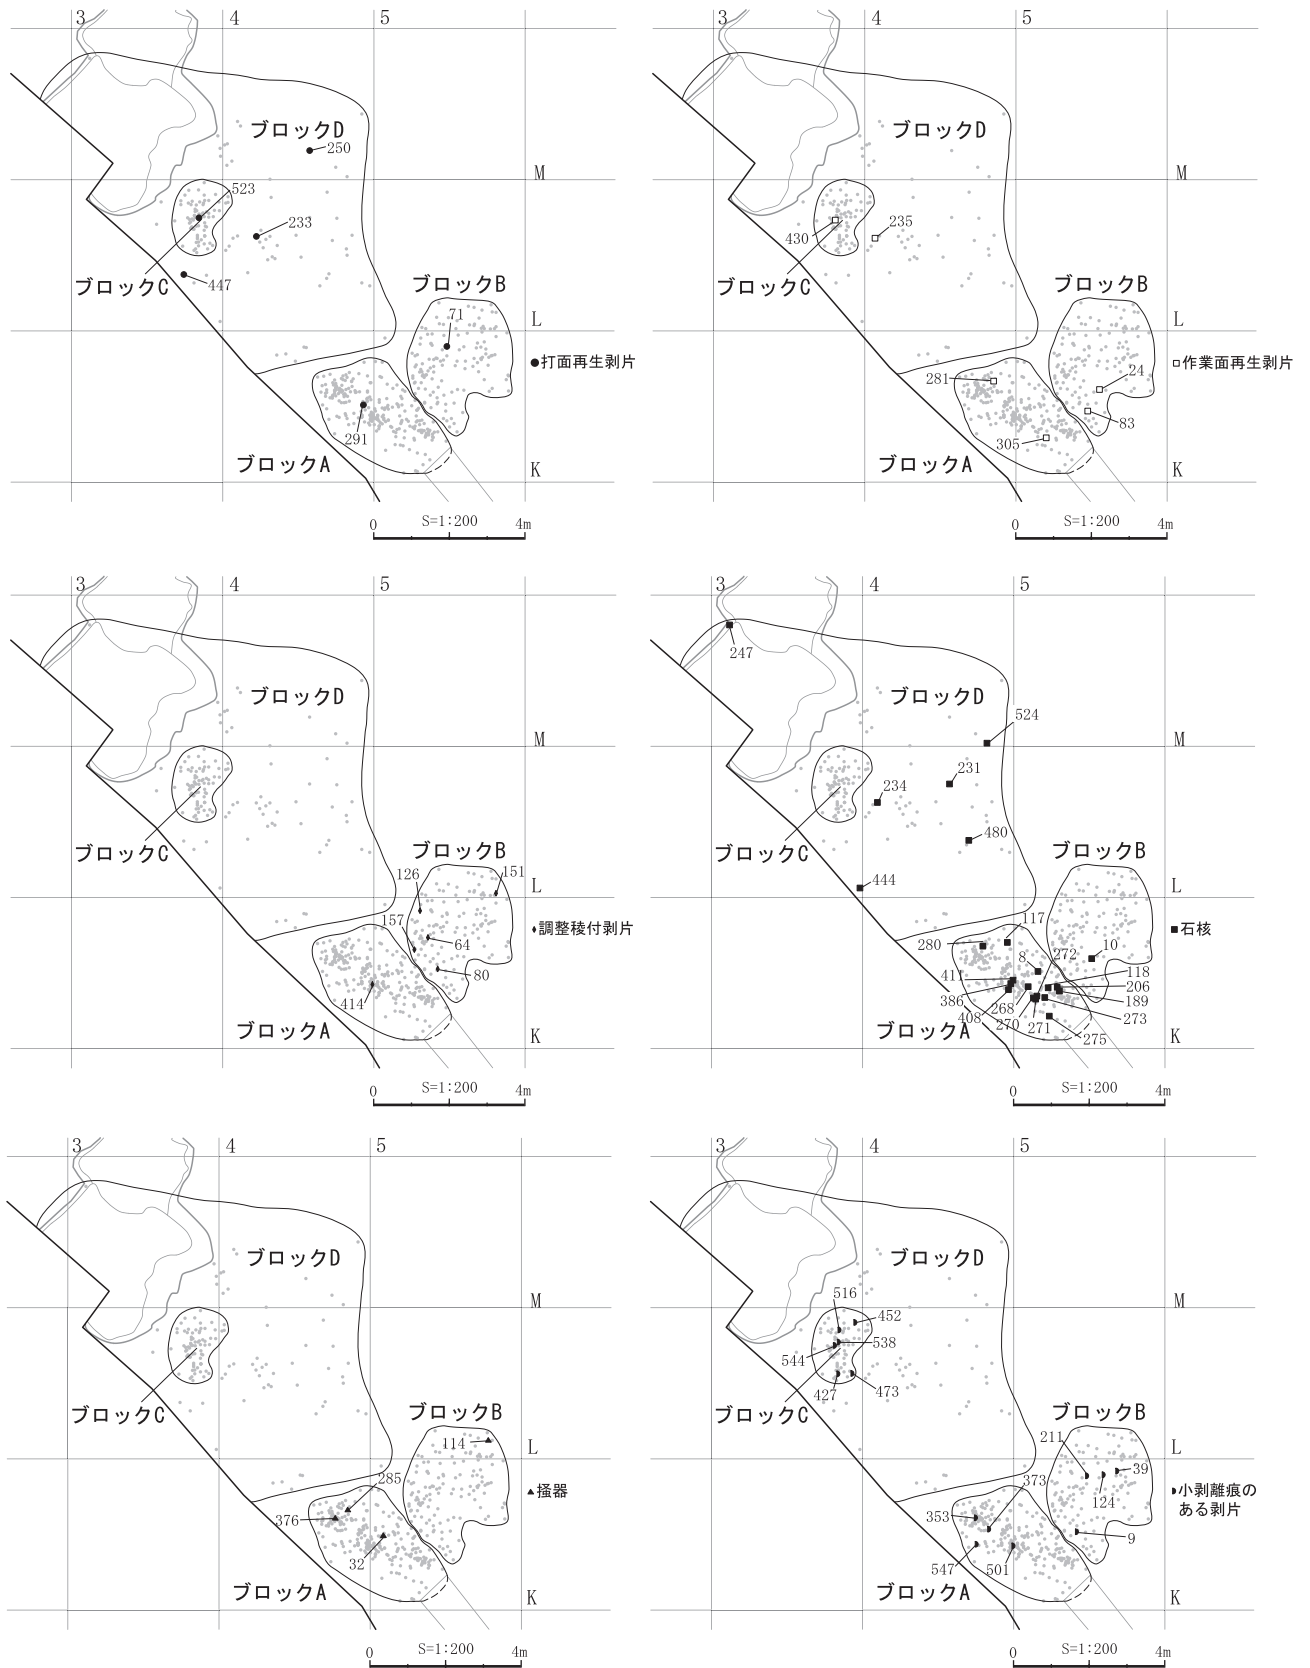 3 4 5
ブロックD
250
M
523
233
ブロックC
447
ブロックB
71
L
●打面再生剥片
291
ブロックA
K
0 S=1:200 4m
3 4 5
ブロックD
M
430
235
ブロックC
ブロックB
L
□作業面再生剥片
281
24
83
305
ブロックA
K
0 S=1:200 4m
3 4 5
ブロックD
M
ブロックC
ブロックB
126
151
L
157
♦調整稜付剥片
64
80
414
ブロックA
K
0 S=1:200 4m
3 4 5
247
ブロックD
524
M
231
234
480
ブロックC
ブロックB
444
L
117
■石核
280
272
10
8
118
411
206
386
189
268
408
270
271
273
ブロックA
275
K
0 S=1:200 4m
3 4 5
ブロックD
M
ブロックC
ブロックB
114
L
285
▲掻器
376
32
ブロックA
K
0 S=1:200 4m
3 4 5
ブロックD
516
M
452
538
544
427
473
ブロックC
ブロックB
211
L
373
39
124
◗小剥離痕の
ある剥片
353
9
547
501
ブロックA
K
0 S=1:200 4m